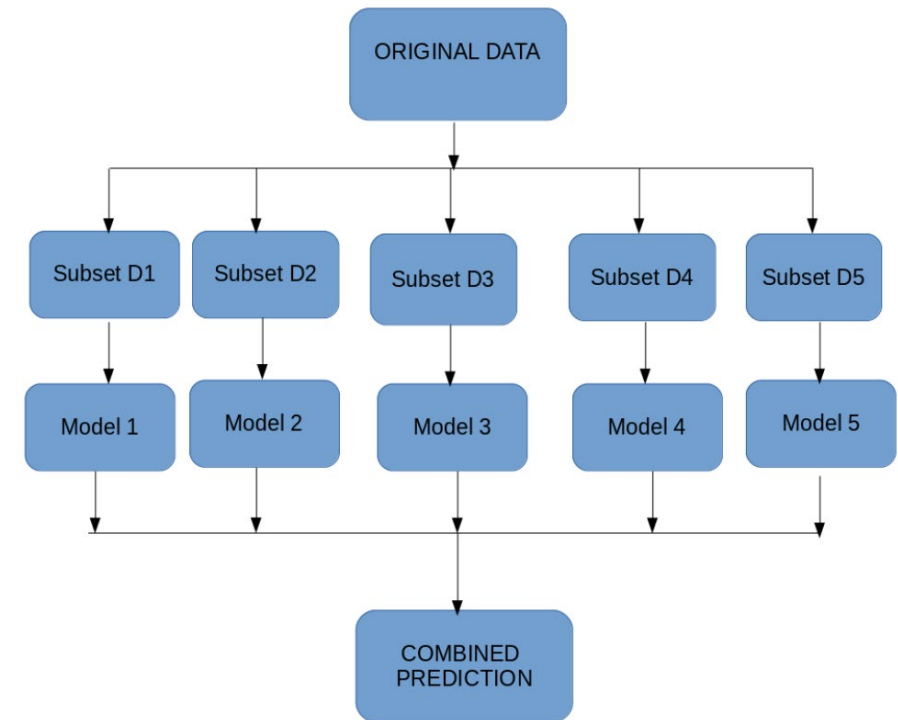 ORIGINAL DATA
Subset D1
Subset D2
Subset D3
Subset D4
Subset D5
Model 1
Model 2
Model 3
Model 4
Model 5
COMBINED
PREDICTION